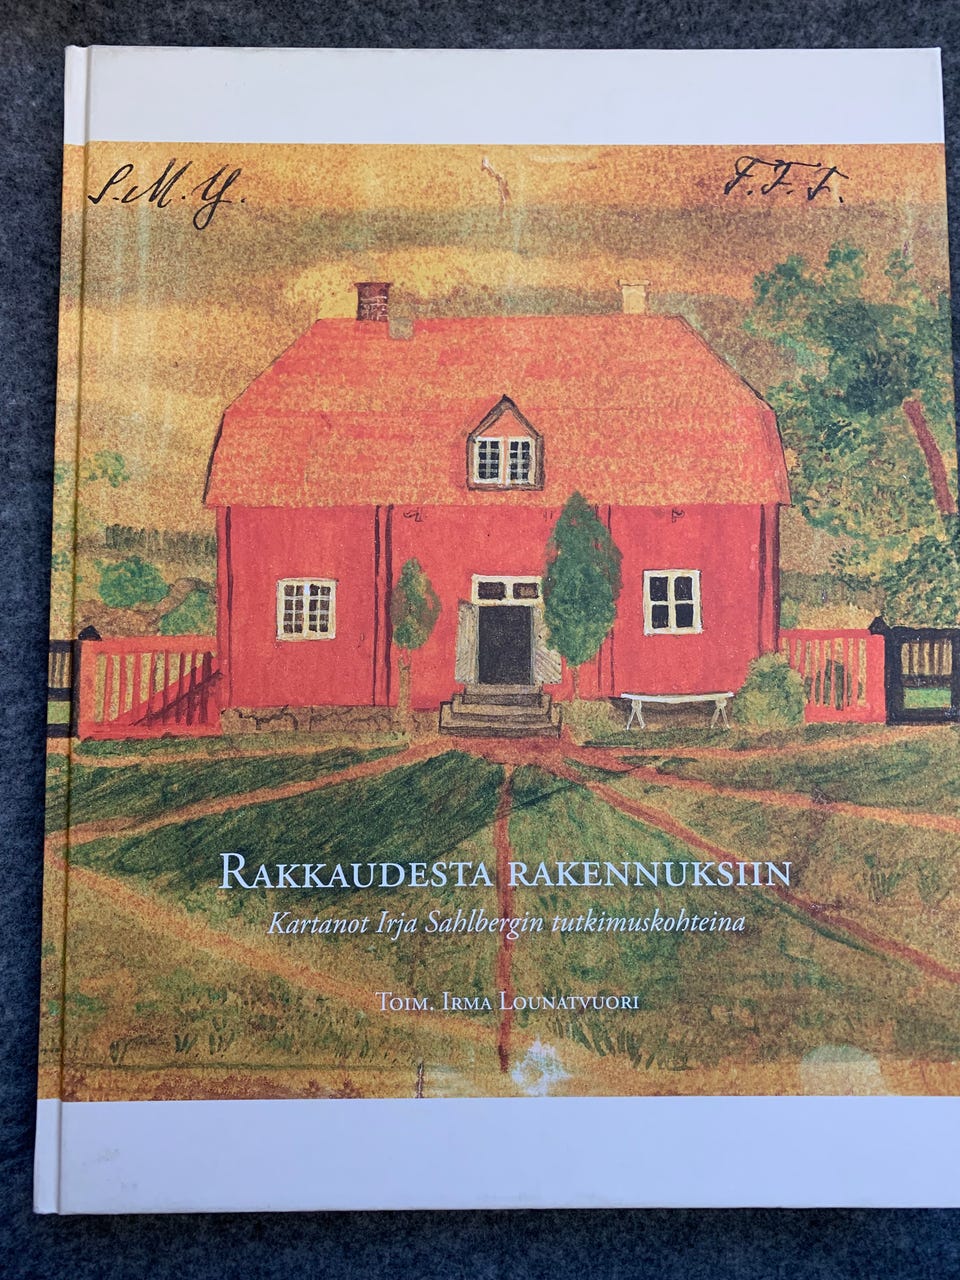 S.M.Y. F.F.F.
RAKKAUDESTA RAKENNUKSIIN
Kartanot Irja Sahlbergin tutkimuskohteina
TOIM. IRMA LOUNATVUORI